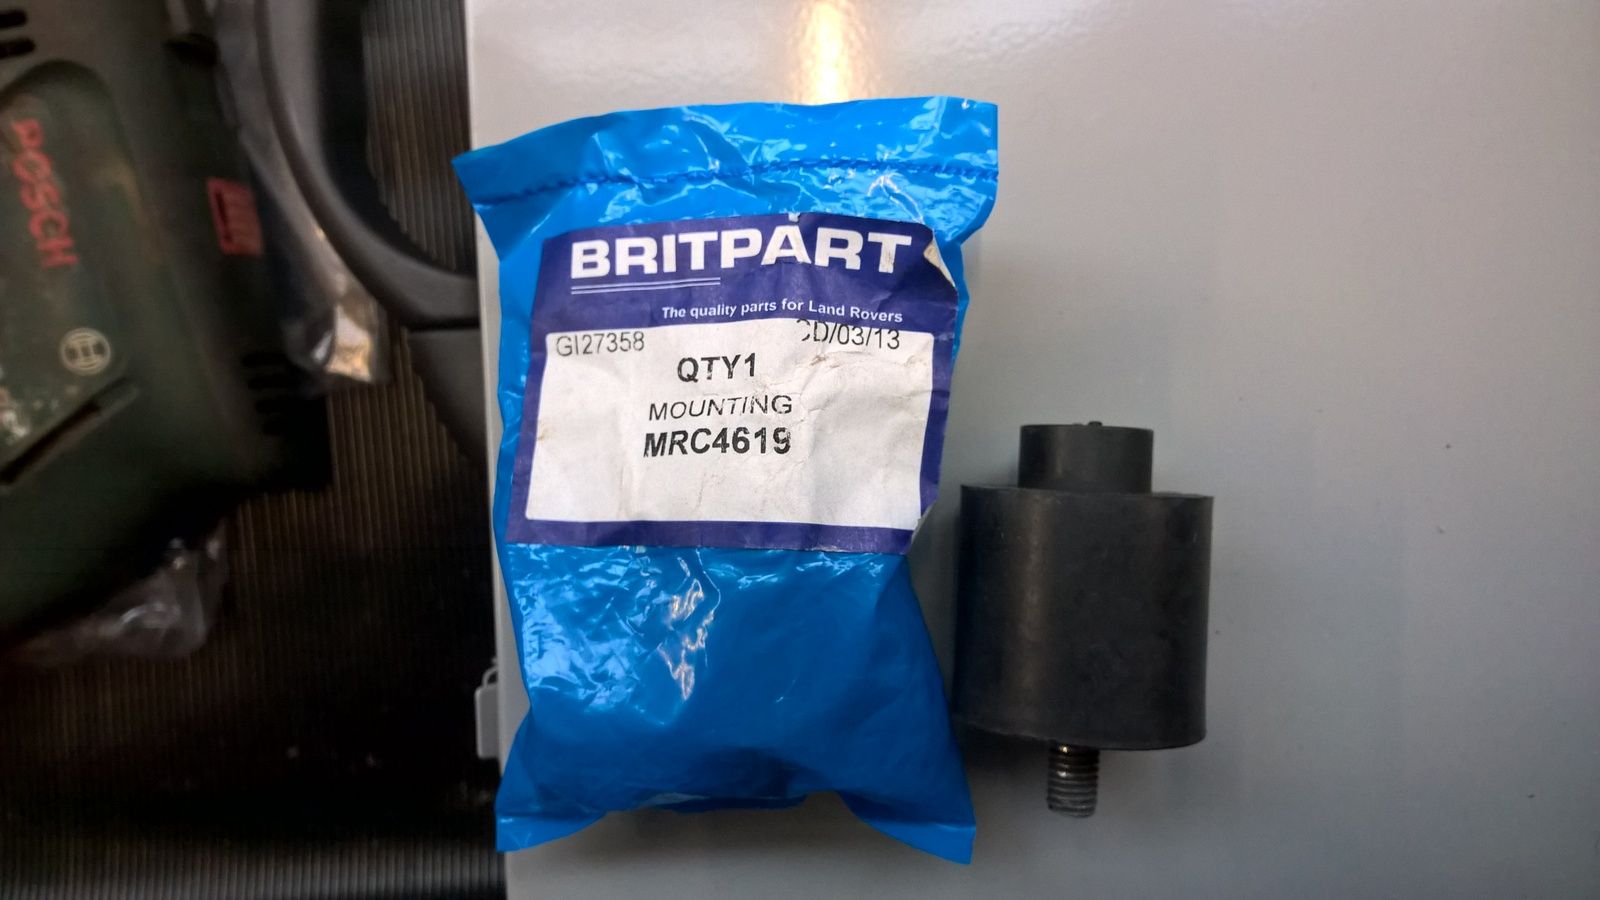 BOSCH
BRITPART
The quality parts for Land Rovers
GI27358
CD/03/13
QTY1
MOUNTING
MRC4619